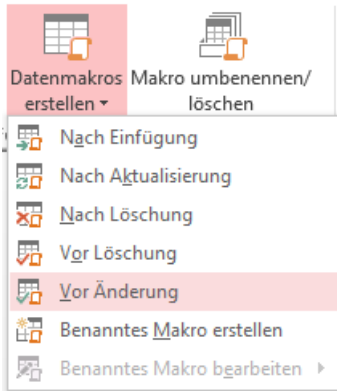 Datenmakros Makro umbenennen/
erstellen löschen
Nach Einfügung
Nach Aktualisierung
Nach Löschung
Vor Löschung
Vor Änderung
Benanntes Makro erstellen
Benanntes Makro bearbeiten